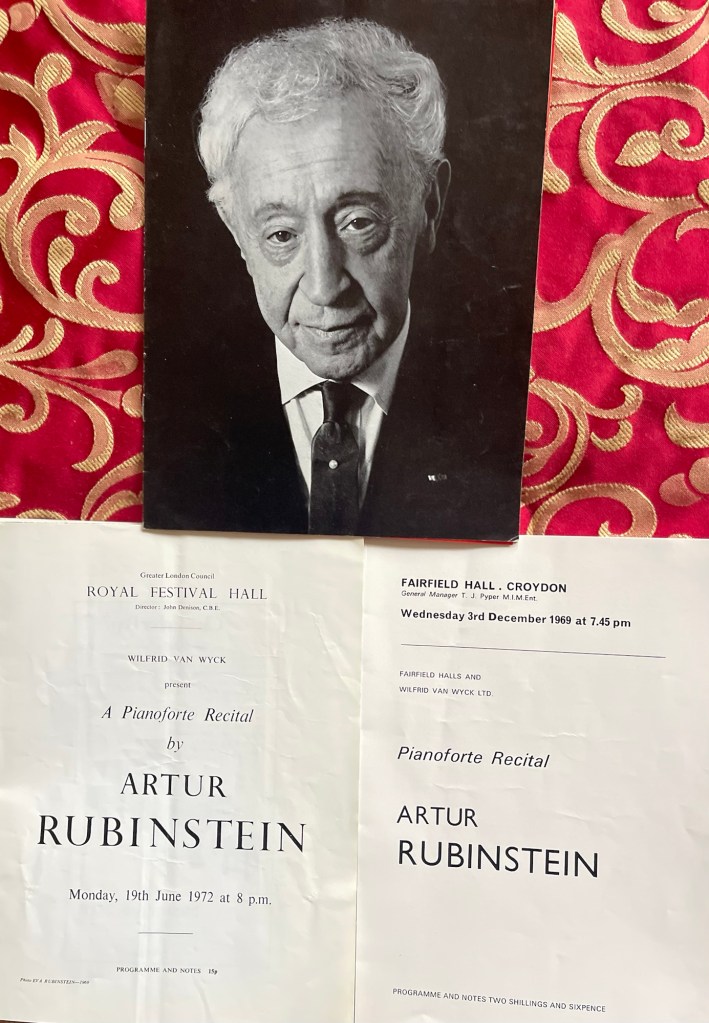 Greater London Council
ROYAL FESTIVAL HALL
Director: John Denison, C.B.E.
WILFRID VAN WYCK
present
A Pianoforte Recital
by
ARTUR
RUBINSTEIN
Monday, 19th June 1972 at 8 p.m.
PROGRAMME AND NOTES 15p
RUBINSTEIN—1969
FAIRFIELD HALL . CROYDON
General Manager T. J. Pyper M.I.M.Ent.
Wednesday 3rd December 1969 at 7.45 pm
FAIRFIELD HALLS AND
WILFRID VAN WYCK LTD.
Pianoforte Recital
ARTUR
RUBINSTEIN
PROGRAMME AND NOTES TWO SHILLINGS AND SIXPENCE